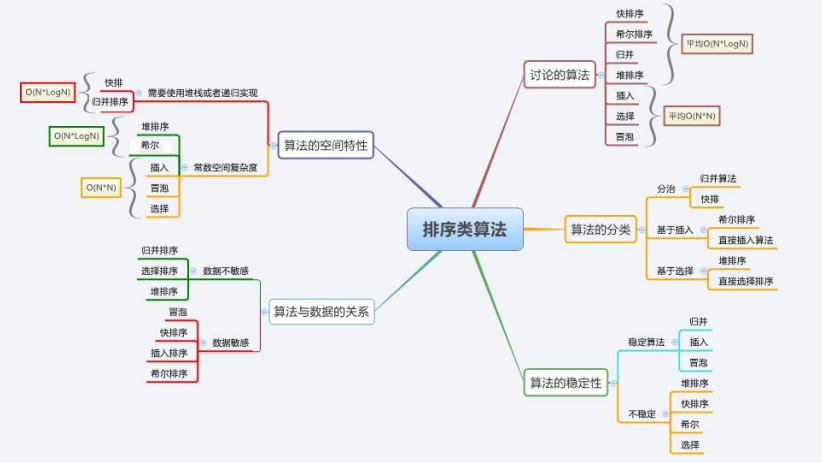 排序类算法
讨论的算法
快排序
希尔排序
归并
堆排序
平均O(N*LogN)
插入
选择
冒泡
平均O(N*N)
算法的分类
分治
归并算法
快排
基于插入
希尔排序
直接插入算法
基于选择
堆排序
直接选择排序
算法的稳定性
稳定算法
归并
插入
冒泡
不稳定
堆排序
快排序
希尔
选择
算法的空间特性
需要使用堆栈或者递归实现
快排
归并排序
O(N*LogN)
常数空间复杂度
堆排序
希尔
O(N*LogN)
插入
冒泡
选择
O(N*N)
算法与数据的关系
数据不敏感
归并排序
选择排序
堆排序
数据敏感
冒泡
快排序
插入排序
希尔排序